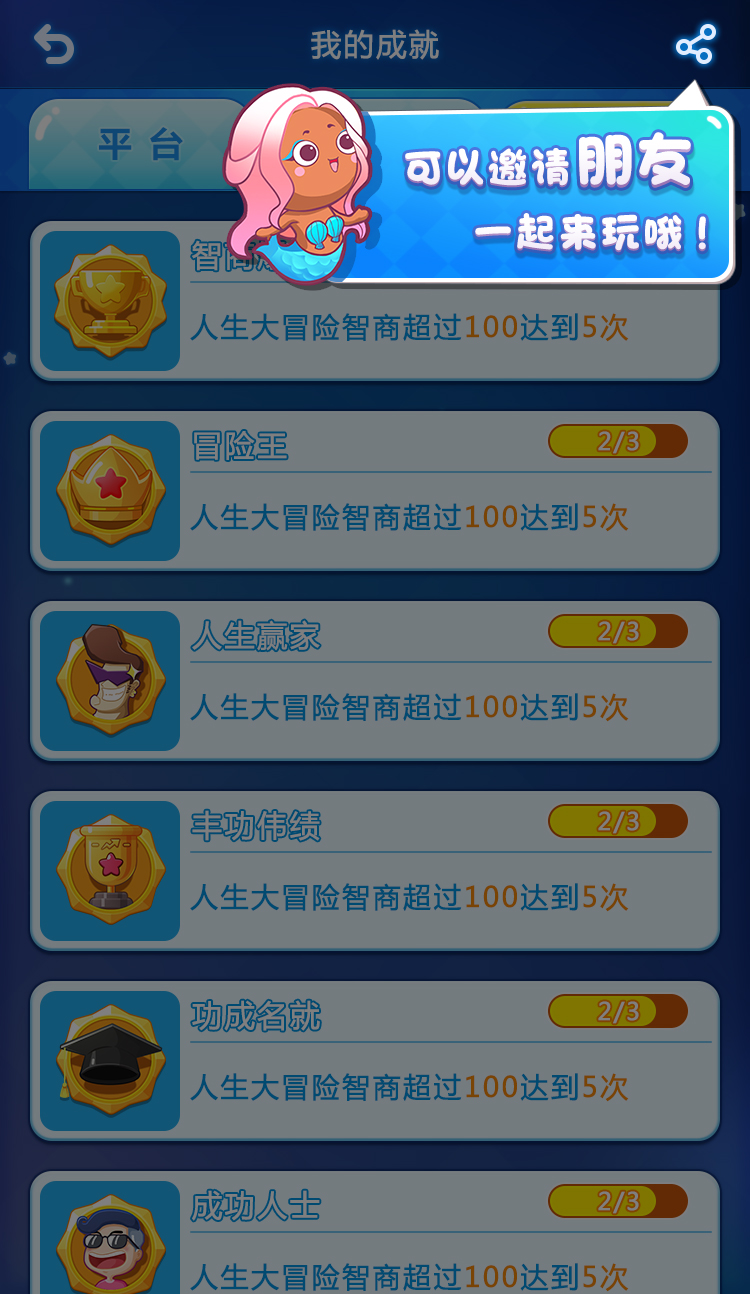 我的成就
平台
可以邀请朋友
一起来玩哦！
智商
人生大冒险智商超过100达到5次
冒险王
2/3
人生大冒险智商超过100达到5次
人生赢家
2/3
人生大冒险智商超过100达到5次
丰功伟绩
2/3
人生大冒险智商超过100达到5次
功成名就
2/3
人生大冒险智商超过100达到5次
成功人士
2/3
人生大冒险智商超过100达到5次